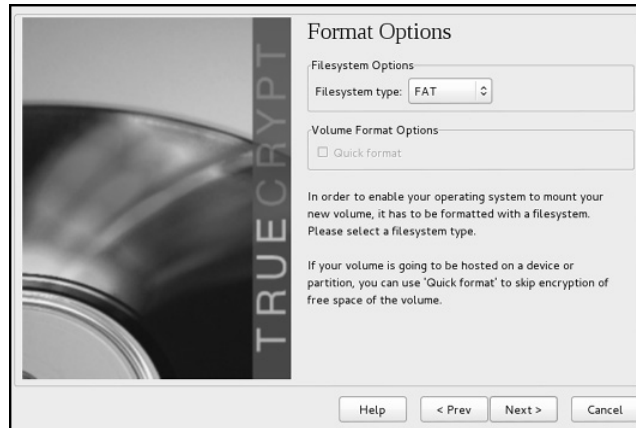 TRUECRYPT
Format Options
Filesystem Options
Filesystem type: FAT
Volume Format Options
Quick format
In order to enable your operating system to mount your
new volume, it has to be formatted with a filesystem.
Please select a filesystem type.
If your volume is going to be hosted on a device or
partition, you can use 'Quick format' to skip encryption of
free space of the volume.
Help
< Prev
Next >
Cancel